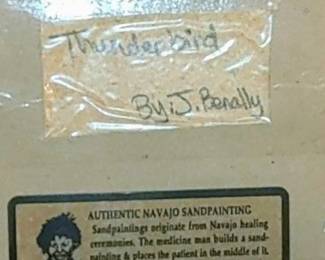 Thunderbird
By: J. Benally
AUTHENTIC NAVAJO SANDPAINTING
Sandpaintings originate from Navajo healing
ceremonies. The medicine man builds a sand-
painting & places the patient in the middle of it.